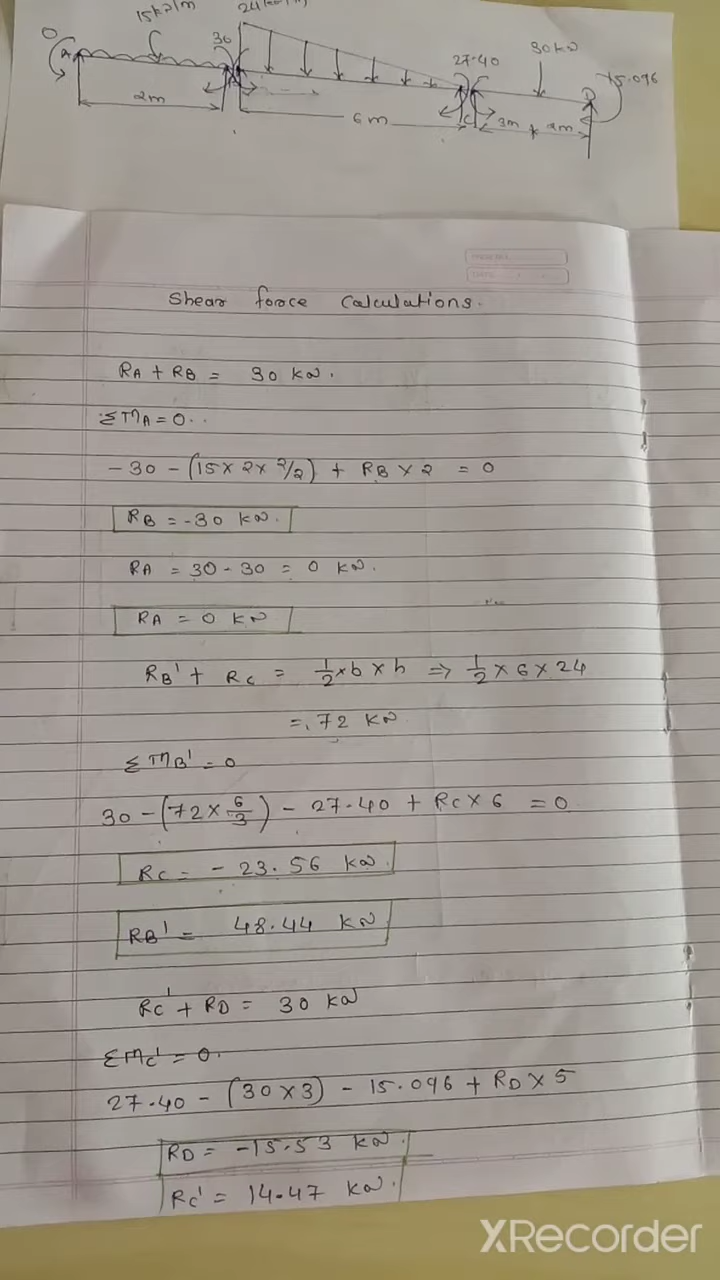 15kN/m
0
A
30
27.40
30kN
15.096
D
2m
6m
C
3m
2m
Shear force Calculations.
RA + RB = 30 kN.
ΣMA = 0..
-30 - (15 × 2 × 2/2) + RB × 2 = 0
RB = -30 kN.
RA = 30 - 30 = 0 kN.
RA = 0 kN
RB' + RC = 1/2 × b × h ⇒ 1/2 × 6 × 24
= 72 kN
ΣMB' = 0
30 - (72 × 6/3) - 27.40 + RC × 6 = 0
RC = - 23.56 kN.
RB' = 48.44 kN
RC' + RD = 30 kN
ΣMC' = 0.
27.40 - (30 × 3) - 15.096 + RD × 5
RD = -15.53 kN.
RC' = 14.47 kN.
XRecorder